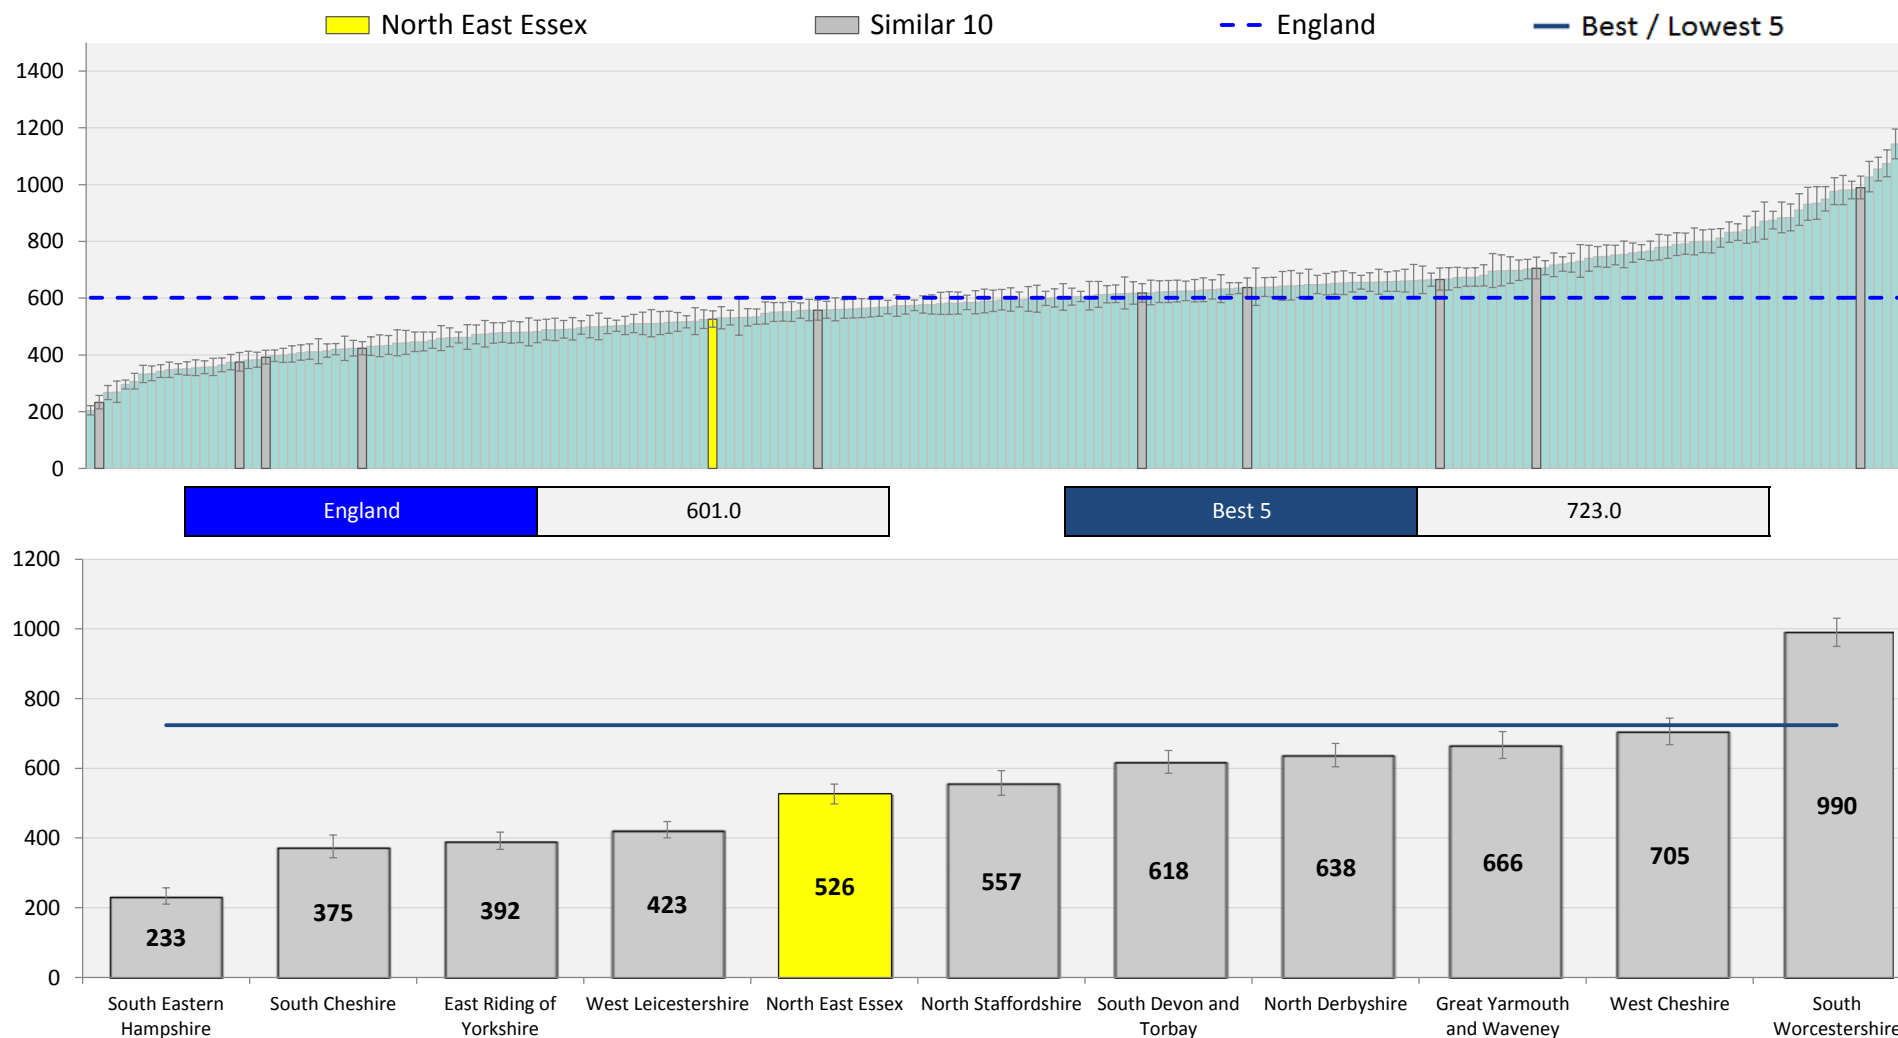 North East Essex Similar 10 England Best / Lowest 5
1400
1200
1000
800
600
400
200
0
England 601.0 Best 5 723.0
1200
1000
800
600
400
200
0
233 375 392 423 526 557 618 638 666 705 990
South Eastern Hampshire
South Cheshire
East Riding of Yorkshire
West Leicestershire
North East Essex
North Staffordshire
South Devon and Torbay
North Derbyshire
Great Yarmouth and Waveney
West Cheshire
South Worcestershire